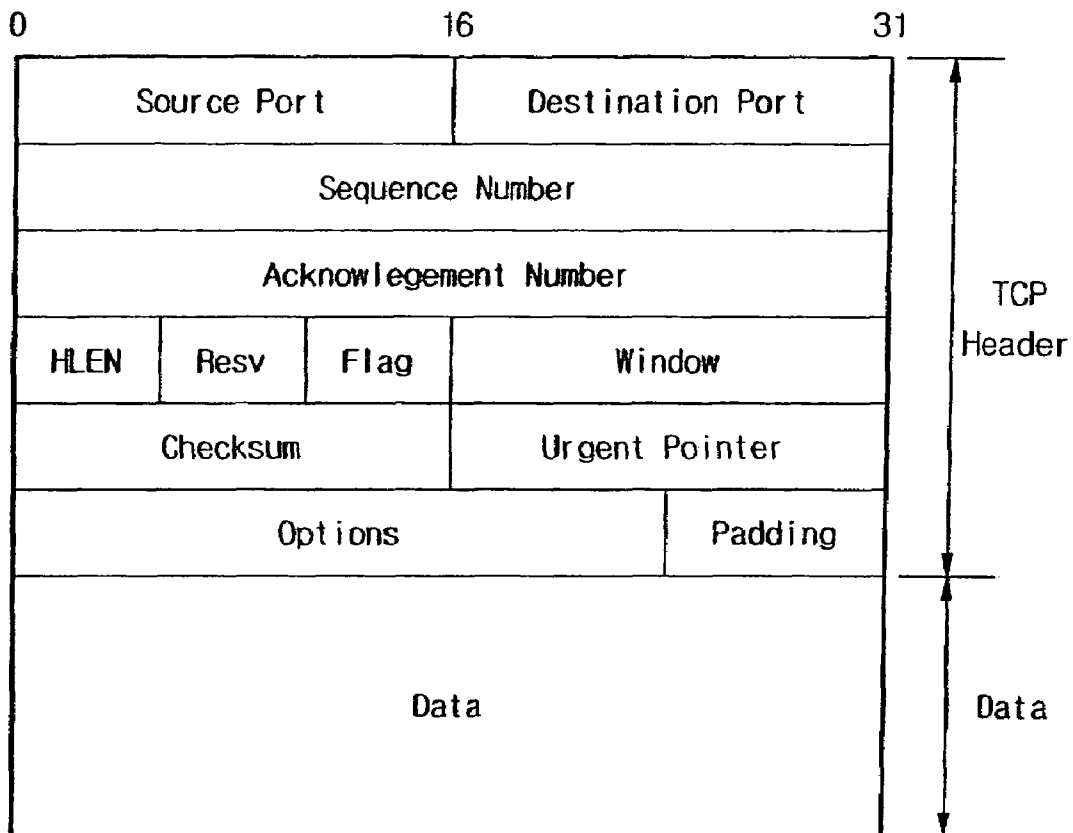 0 16 31
Source Port Destination Port
Sequence Number
Acknowlegement Number
TCP
Header
HLEN Resv Flag Window
Checksum Urgent Pointer
Options Padding
Data Data